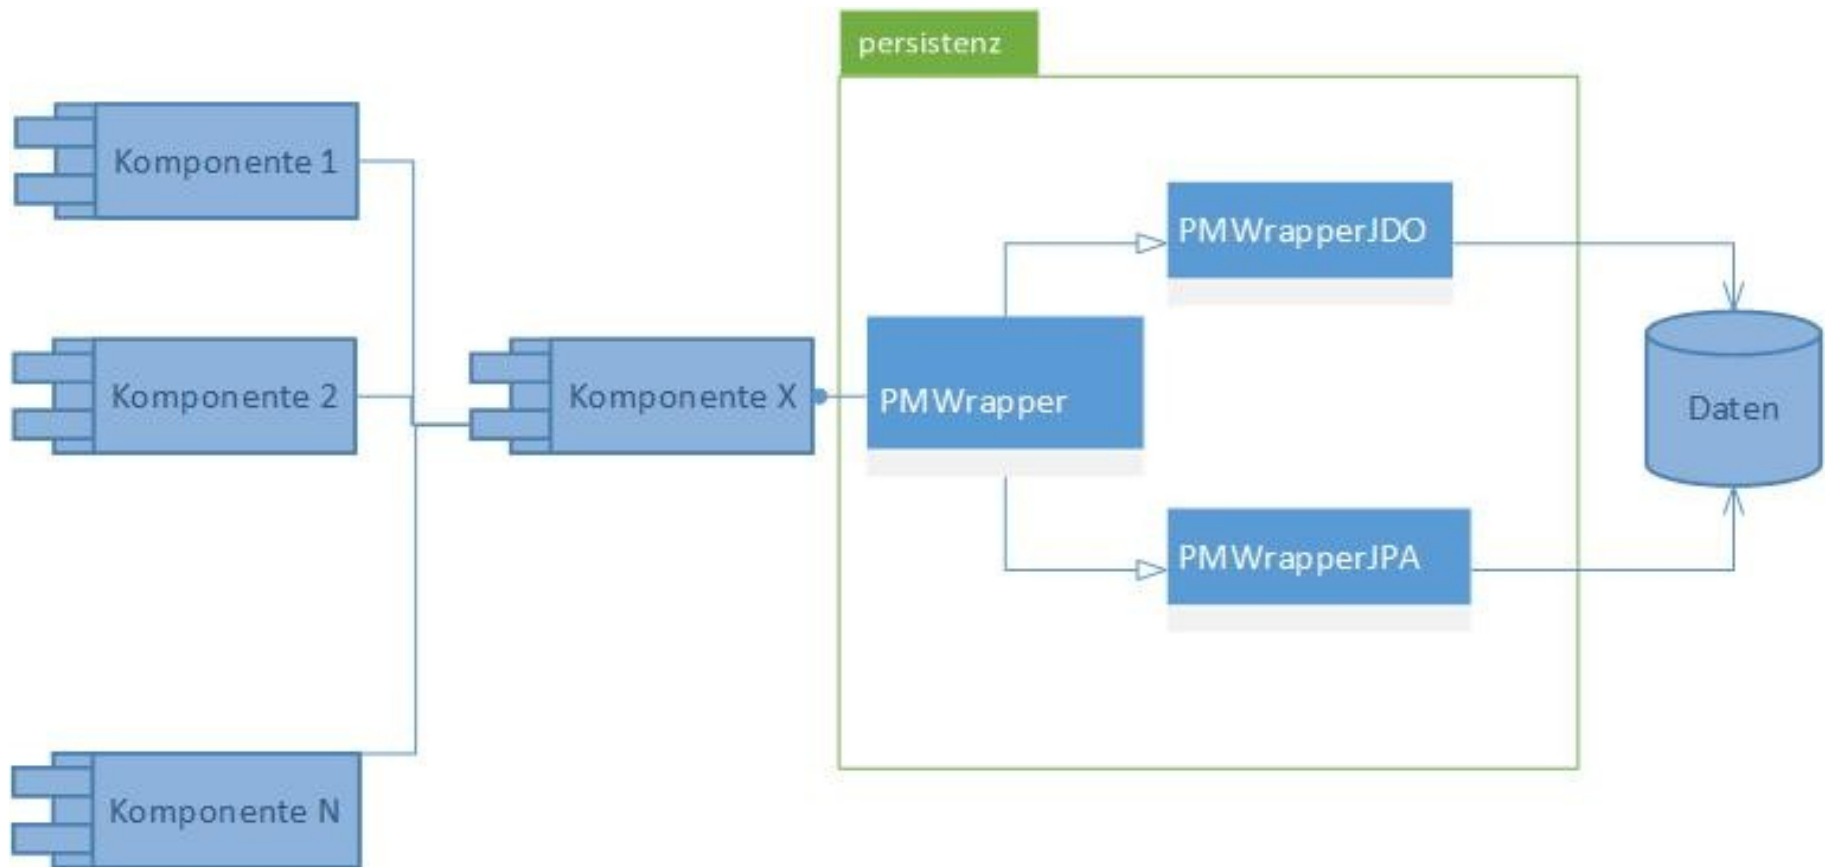 persistenz
Komponente 1
PMWrapperJDO
Komponente 2
Komponente X
PMWrapper
Daten
PMWrapperJPA
Komponente N